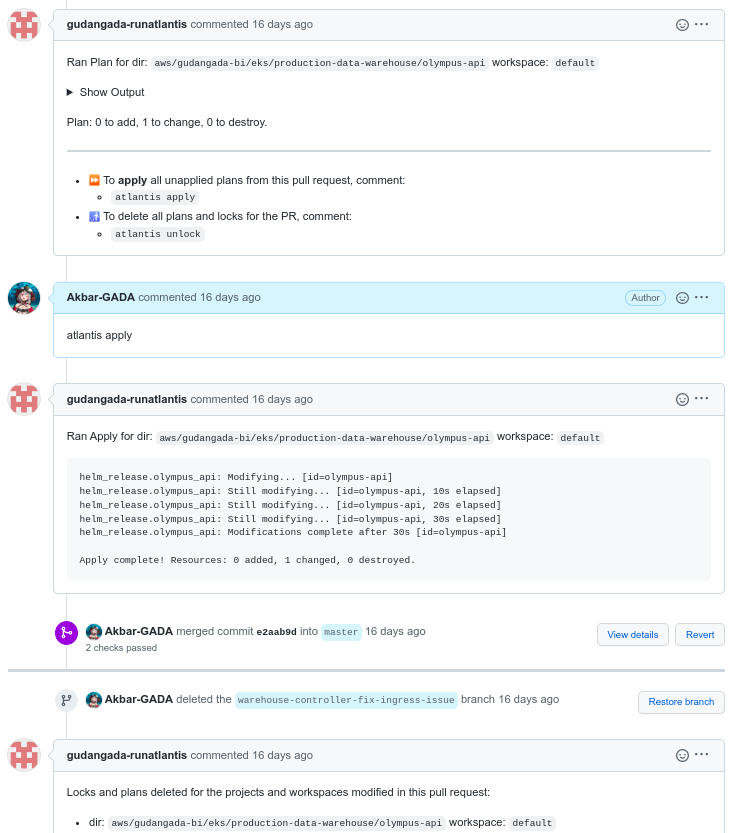 gudangada-runatlantis commented 16 days ago
Ran Plan for dir: aws/gudangada-bi/eks/production-data-warehouse/olympus-api workspace: default
Show Output
Plan: 0 to add, 1 to change, 0 to destroy.
To apply all unapplied plans from this pull request, comment:
atlantis apply
To delete all plans and locks for the PR, comment:
atlantis unlock
Akbar-GADA commented 16 days ago Author
atlantis apply
gudangada-runatlantis commented 16 days ago
Ran Apply for dir: aws/gudangada-bi/eks/production-data-warehouse/olympus-api workspace: default
helm_release.olympus_api: Modifying... [id=olympus-api]
helm_release.olympus_api: Still modifying... [id=olympus-api, 10s elapsed]
helm_release.olympus_api: Still modifying... [id=olympus-api, 20s elapsed]
helm_release.olympus_api: Still modifying... [id=olympus-api, 30s elapsed]
helm_release.olympus_api: Modifications complete after 30s [id=olympus-api]
Apply complete! Resources: 0 added, 1 changed, 0 destroyed.
Akbar-GADA merged commit e2aab9d into master 16 days ago View details Revert
2 checks passed
Akbar-GADA deleted the warehouse-controller-fix-ingress-issue branch 16 days ago Restore branch
gudangada-runatlantis commented 16 days ago
Locks and plans deleted for the projects and workspaces modified in this pull request:
dir: aws/gudangada-bi/eks/production-data-warehouse/olympus-api workspace: default